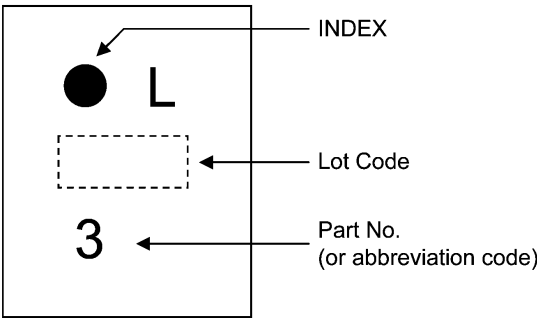 INDEX
L
Lot Code
3
Part No.
(or abbreviation code)